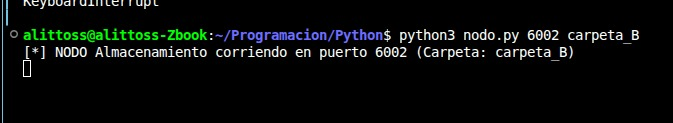 KeyboardInterrupt
alittoss@alittoss-Zbook:~/Programacion/Python$ python3 nodo.py 6002 carpeta_B
[*] NODO Almacenamiento corriendo en puerto 6002 (Carpeta: carpeta_B)